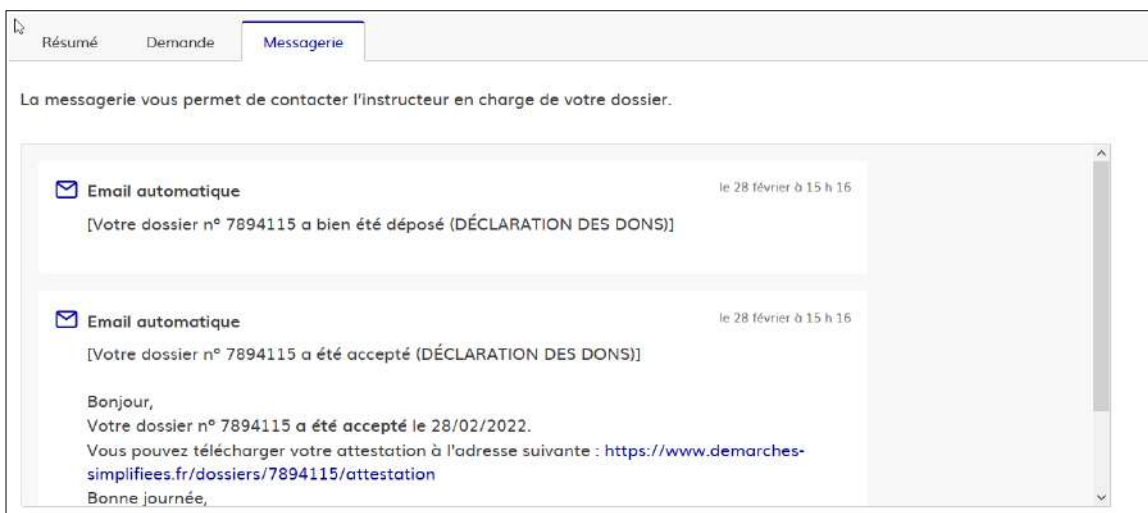 Résumé Demande Messagerie
La messagerie vous permet de contacter l'instructeur en charge de votre dossier.
Email automatique le 28 février à 15 h 16
[Votre dossier nº 7894115 a bien été déposé (DÉCLARATION DES DONS)]
Email automatique le 28 février à 15 h 16
[Votre dossier nº 7894115 a été accepté (DÉCLARATION DES DONS)]
Bonjour,
Votre dossier nº 7894115 a été accepté le 28/02/2022.
Vous pouvez télécharger votre attestation à l'adresse suivante : https://www.demarches-
simplifiees.fr/dossiers/7894115/attestation
Bonne journée,